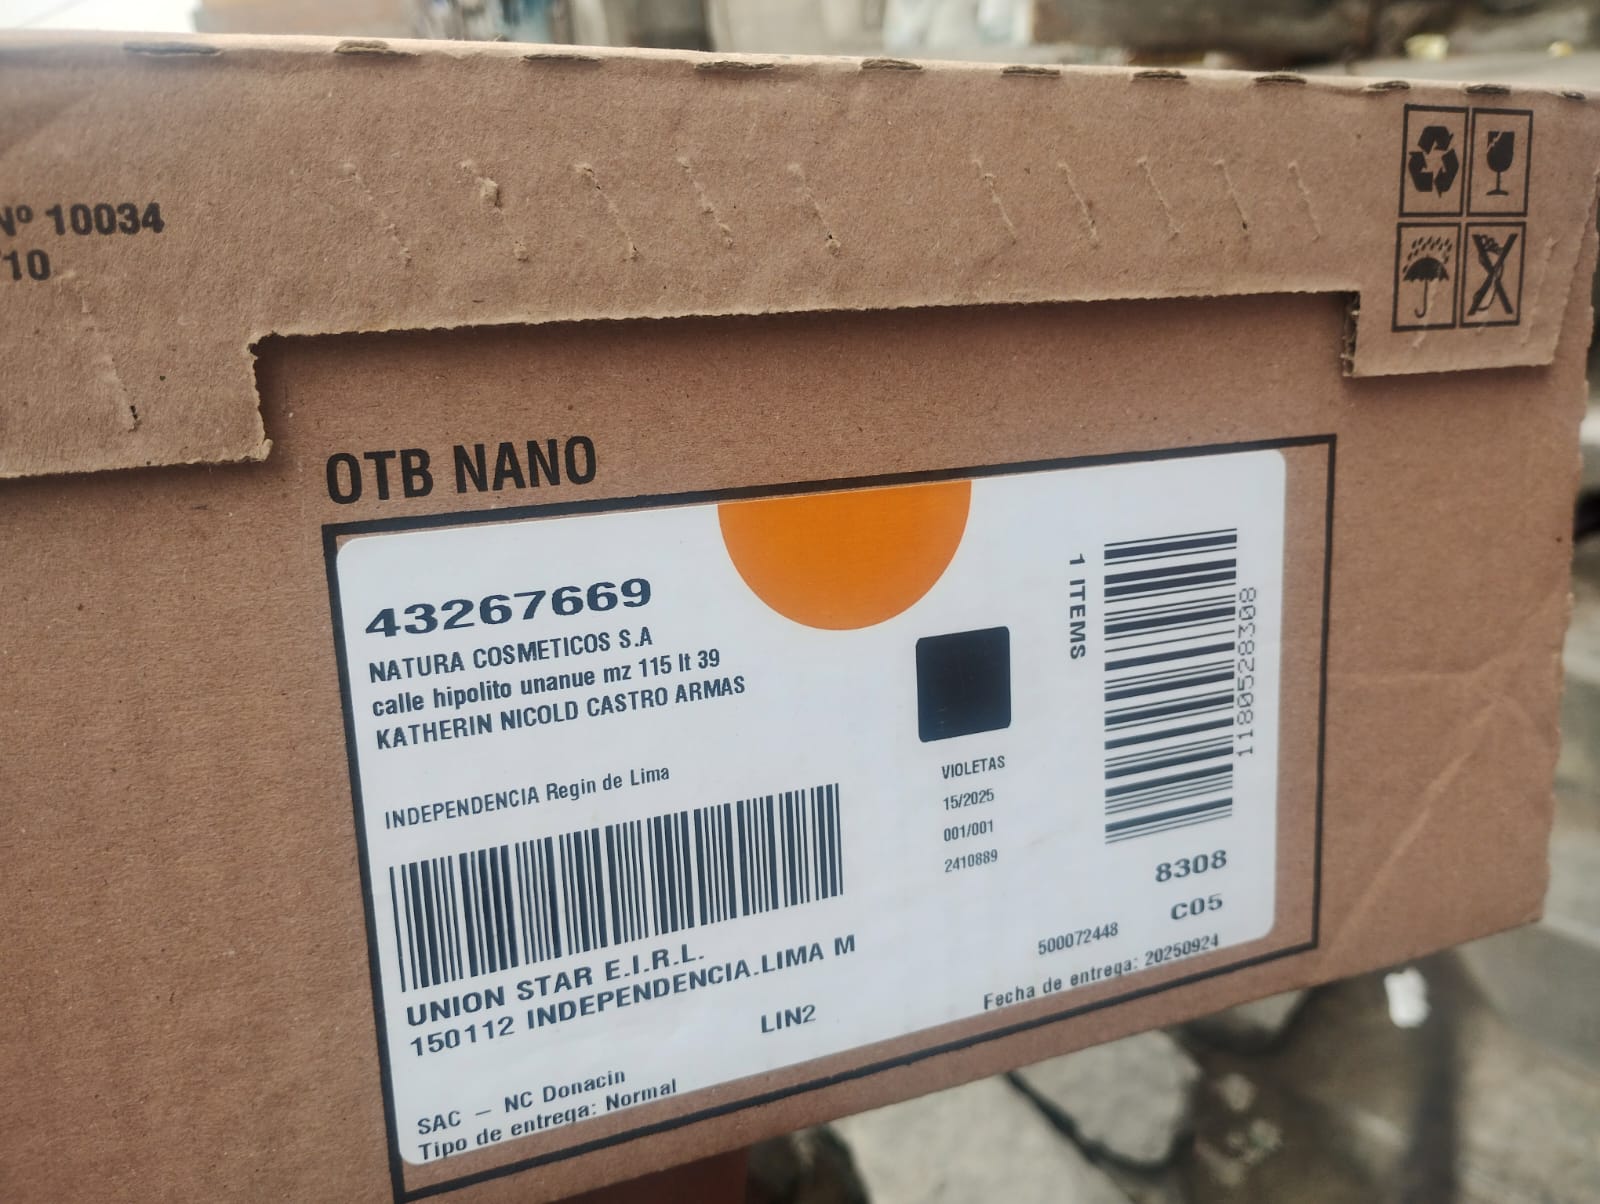 Nº 10034
/10
OTB NANO
43267669
NATURA COSMETICOS S.A
calle hipolito unanue mz 115 lt 39
KATHERIN NICOLD CASTRO ARMAS
INDEPENDENCIA Regin de Lima
UNION STAR E.I.R.L.
150112 INDEPENDENCIA.LIMA M
LIN2
SAC - NC Donacin
Tipo de entrega: Normal
VIOLETAS
15/2025
001/001
2410889
1 ITEMS
11805283 08
8308
C05
500072448
Fecha de entrega: 20250924